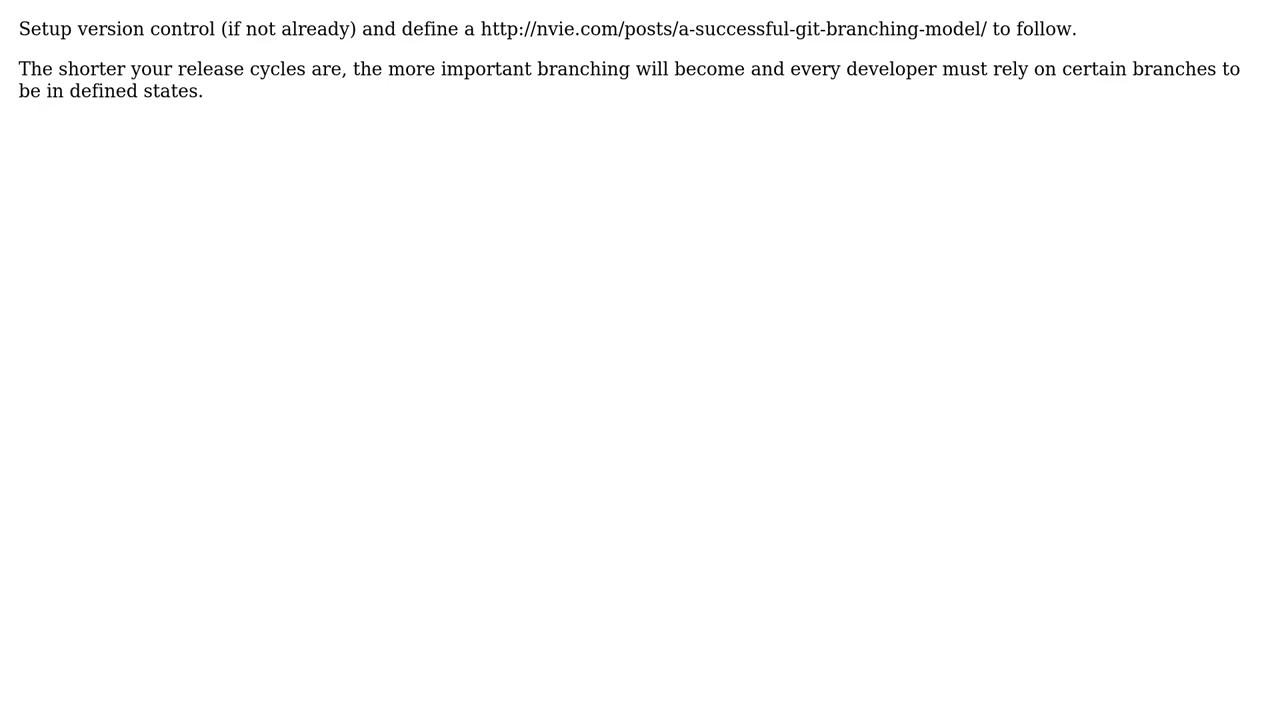 Setup version control (if not already) and define a http://nvie.com/posts/a-successful-git-branching-model/ to follow.
The shorter your release cycles are, the more important branching will become and every developer must rely on certain branches to
be in defined states.